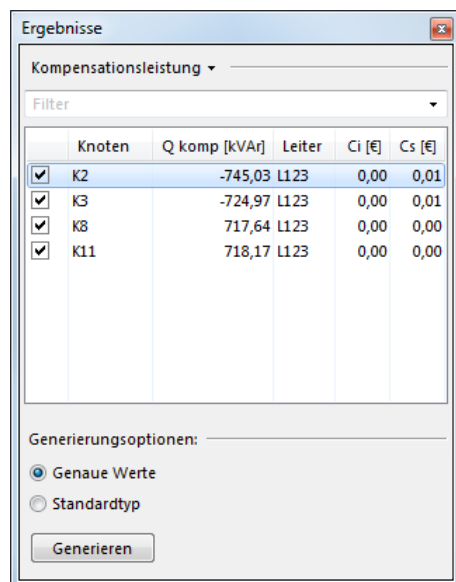 Ergebnisse
Kompensationsleistung
Filter
Knoten Q komp [kVAr] Leiter Ci [€] Cs [€]
K2 -745,03 L123 0,00 0,01
K3 -724,97 L123 0,00 0,01
K8 717,64 L123 0,00 0,00
K11 718,17 L123 0,00 0,00
Generierungsoptionen:
Genaue Werte
Standardtyp
Generieren